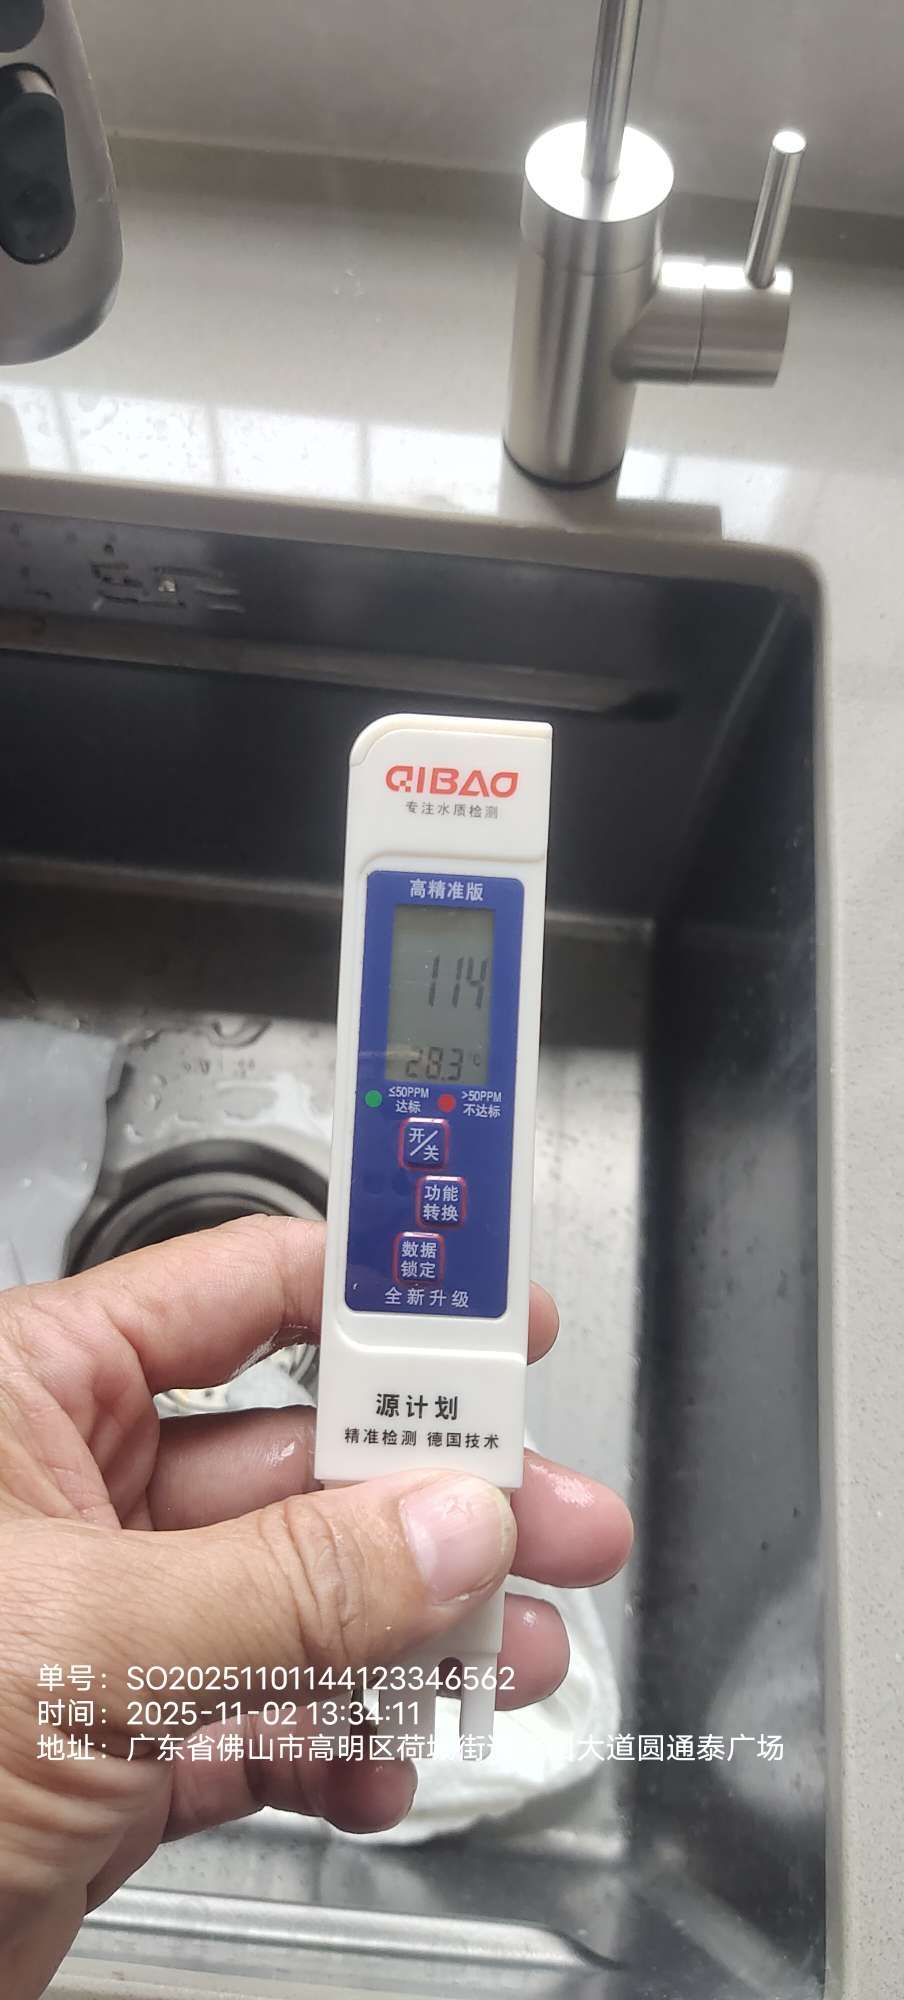 QIBAO
专注水质检测
高精准版
114
28.3 °C
≤50PPM 达标
>50PPM 不达标
开/关
功能转换
数据锁定
全新升级
源计划
精准检测 德国技术
单号：SO20251101144123346562
时间：2025-11-02 13:34:11
地址：广东省佛山市高明区荷城街道 大道圆通泰广场